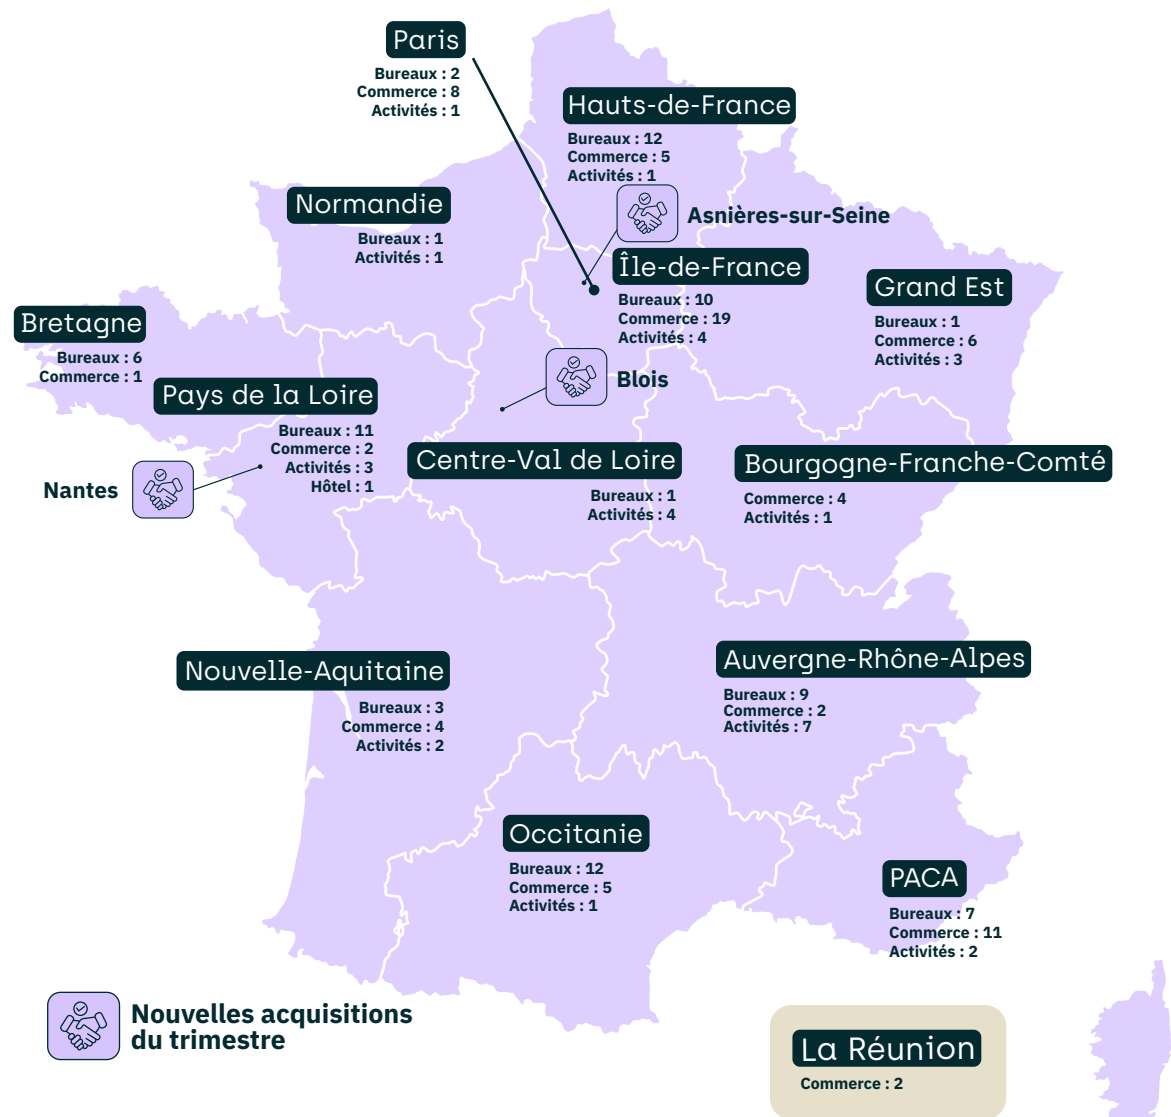 Paris
Bureaux : 2
Commerce : 8
Activités : 1
Hauts-de-France
Bureaux : 12
Commerce : 5
Activités : 1
Normandie
Bureaux : 1
Activités : 1
Asnières-sur-Seine
Île-de-France
Bureaux : 10
Commerce : 19
Activités : 4
Grand Est
Bureaux : 1
Commerce : 6
Activités : 3
Bretagne
Bureaux : 6
Commerce : 1
Pays de la Loire
Bureaux : 11
Commerce : 2
Activités : 3
Hôtel : 1
Blois
Nantes
Centre-Val de Loire
Bureaux : 1
Activités : 4
Bourgogne-Franche-Comté
Commerce : 4
Activités : 1
Nouvelle-Aquitaine
Bureaux : 3
Commerce : 4
Activités : 2
Auvergne-Rhône-Alpes
Bureaux : 9
Commerce : 2
Activités : 7
Occitanie
Bureaux : 12
Commerce : 5
Activités : 1
PACA
Bureaux : 7
Commerce : 11
Activités : 2
Nouvelles acquisitions
du trimestre
La Réunion
Commerce : 2